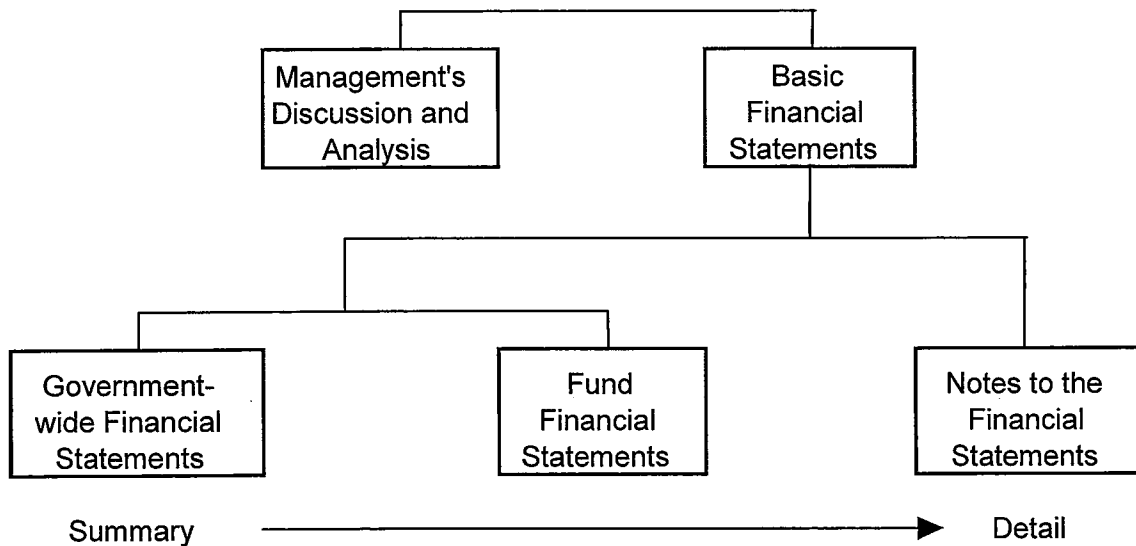 Management's
Discussion and
Analysis
Basic
Financial
Statements
Government-
wide Financial
Statements
Fund
Financial
Statements
Notes to the
Financial
Statements
Summary
Detail